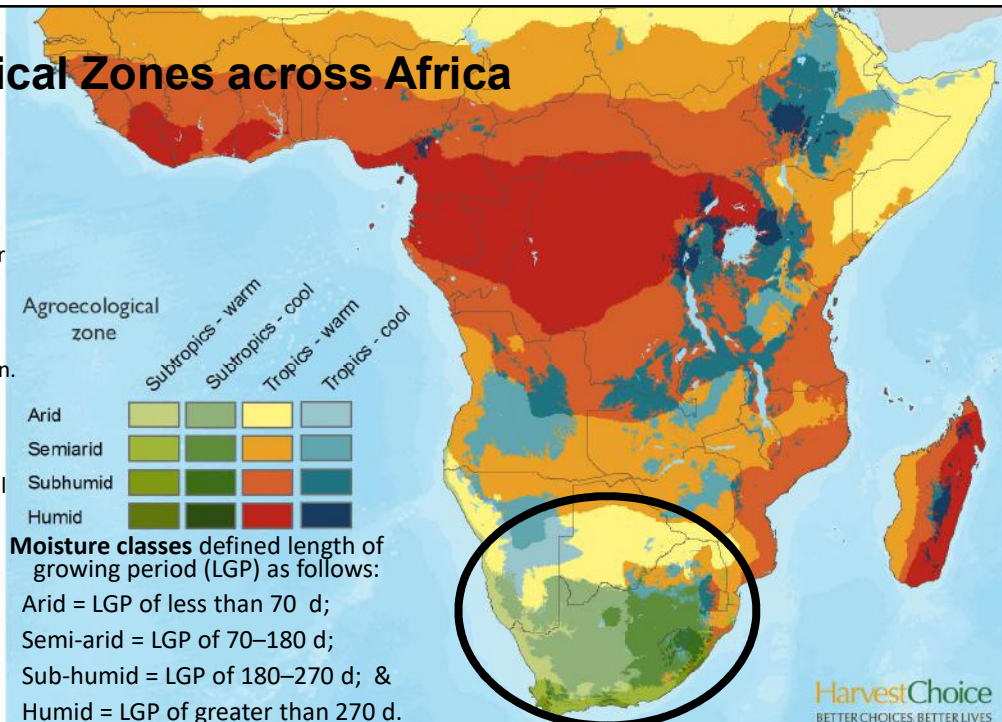 ical Zones across Africa
r
n.
l
Agroecological
zone
Subtropics - warm
Subtropics - cool
Tropics - warm
Tropics - cool
Arid
Semiarid
Subhumid
Humid
Moisture classes defined length of
growing period (LGP) as follows:
Arid = LGP of less than 70 d;
Semi-arid = LGP of 70–180 d;
Sub-humid = LGP of 180–270 d; &
Humid = LGP of greater than 270 d.
HarvestChoice
BETTER CHOICES, BETTER LIVES